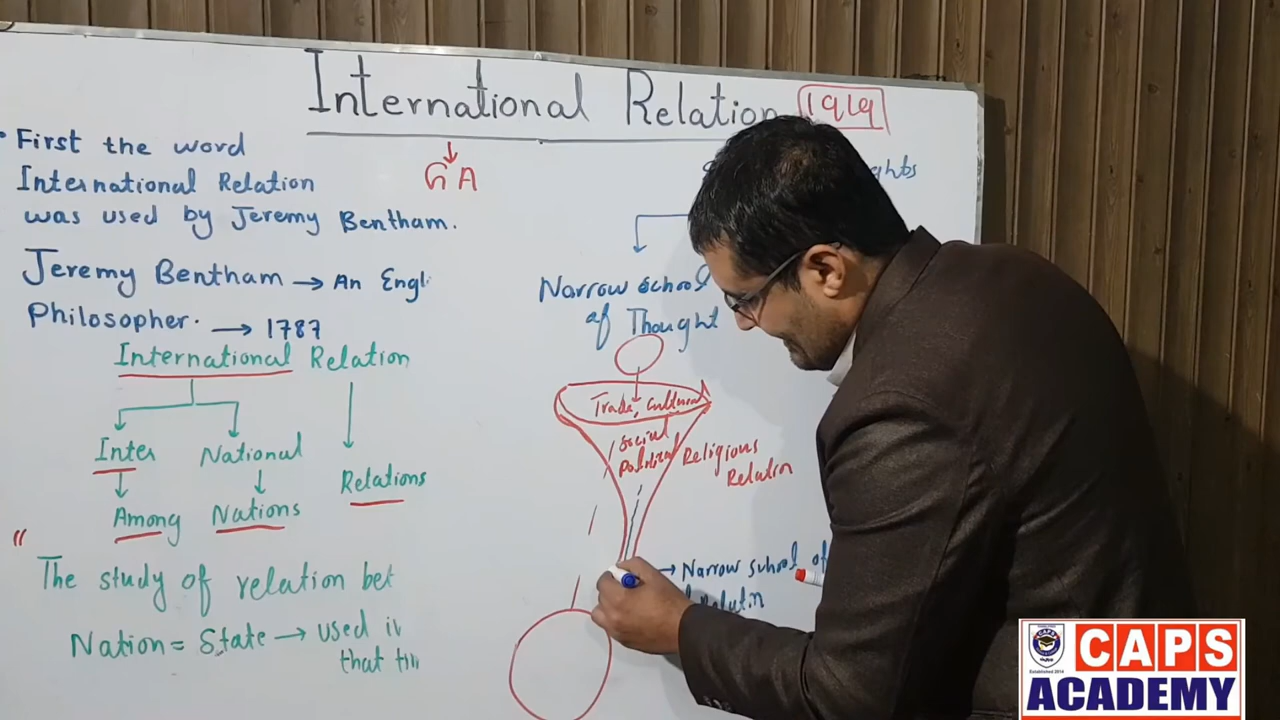 International Relation
1919
• First the word
International Relation
was used by Jeremy Bentham.
GA
Jeremy Bentham → An Engl
Philosopher. → 1787
International Relation
Inter National
Relations
Among Nations
"
The study of relation bet
Nation = State → used i
that
ghts
Narrow School
of Thought
Trade, Cultural
Social
Political
Religious
Relation
→ Narrow school of
CAPS
ACADEMY